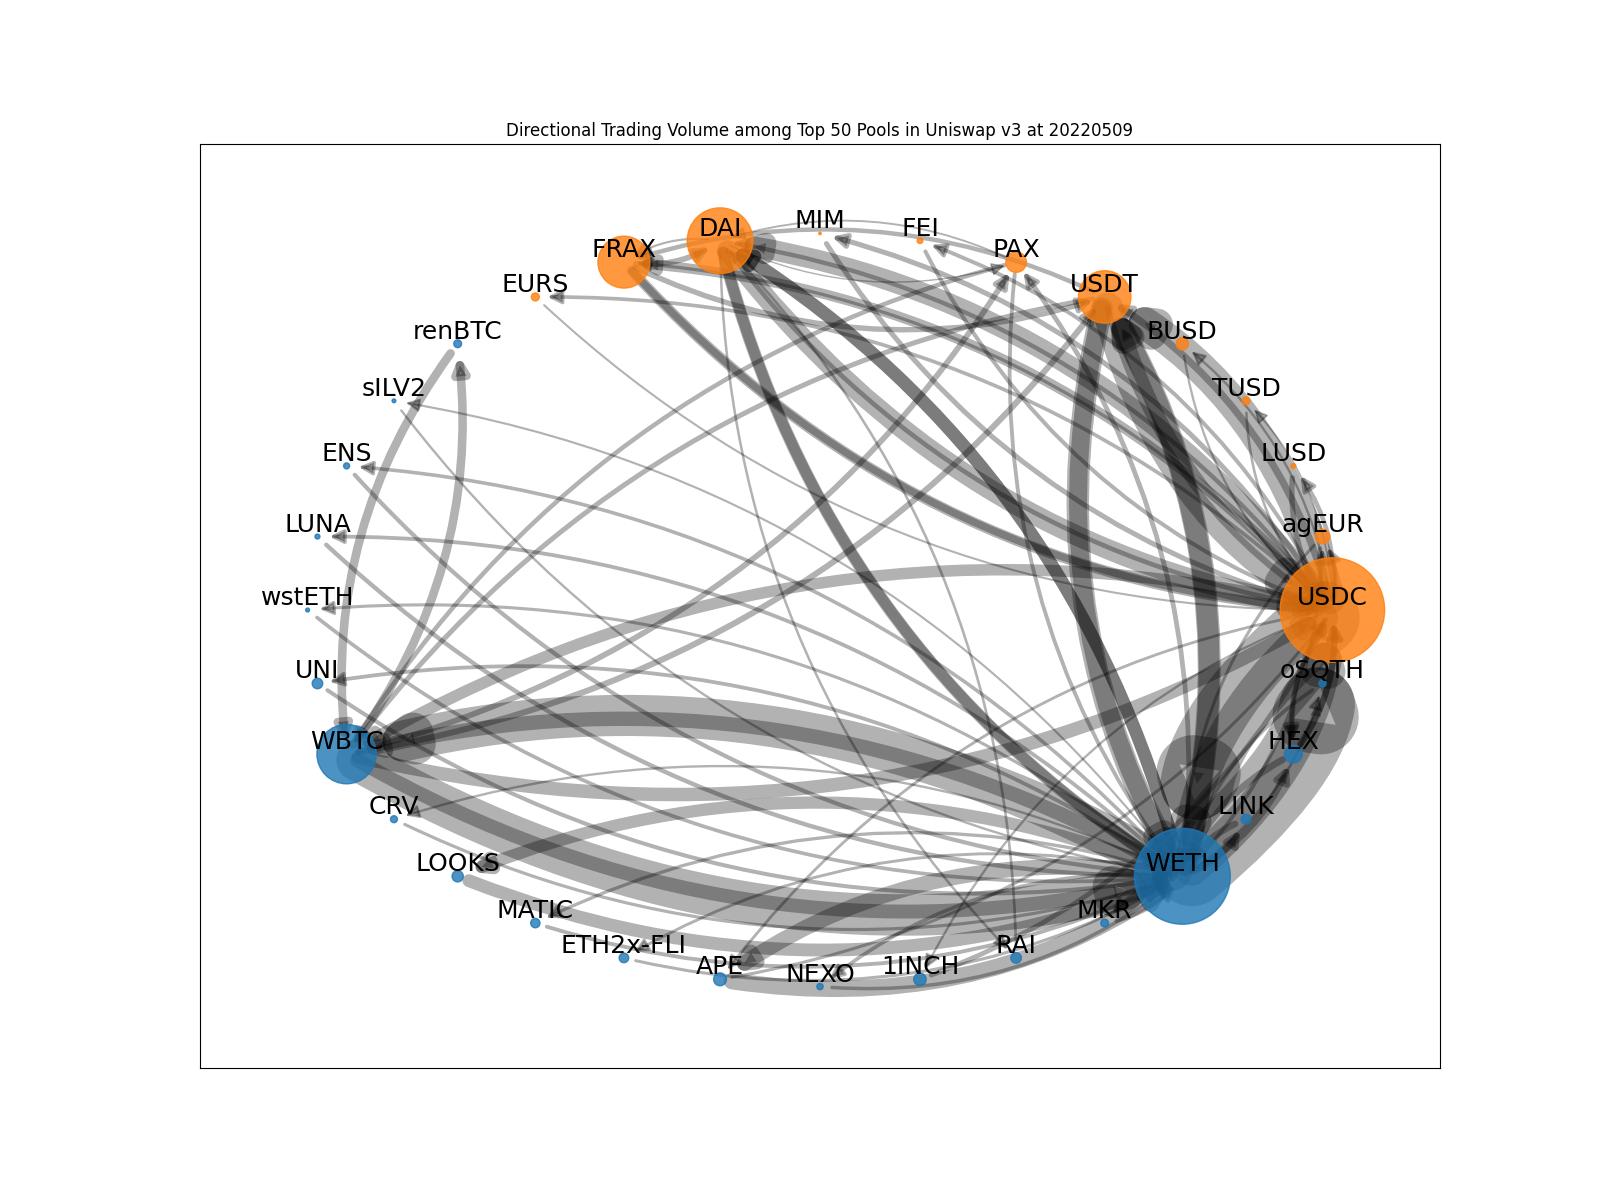 Directional Trading Volume among Top 50 Pools in Uniswap v3 at 20220509
MIM
DAI
FEI
FRAX
PAX
EURS
USDT
renBTC
BUSD
sILV2
TUSD
ENS
LUSD
LUNA
agEUR
wstETH
USDC
UNI
oSQTH
WBTC
HEX
CRV
LINK
LOOKS
WETH
MATIC
MKR
ETH2x-FLI
RAI
APE
1INCH
NEXO